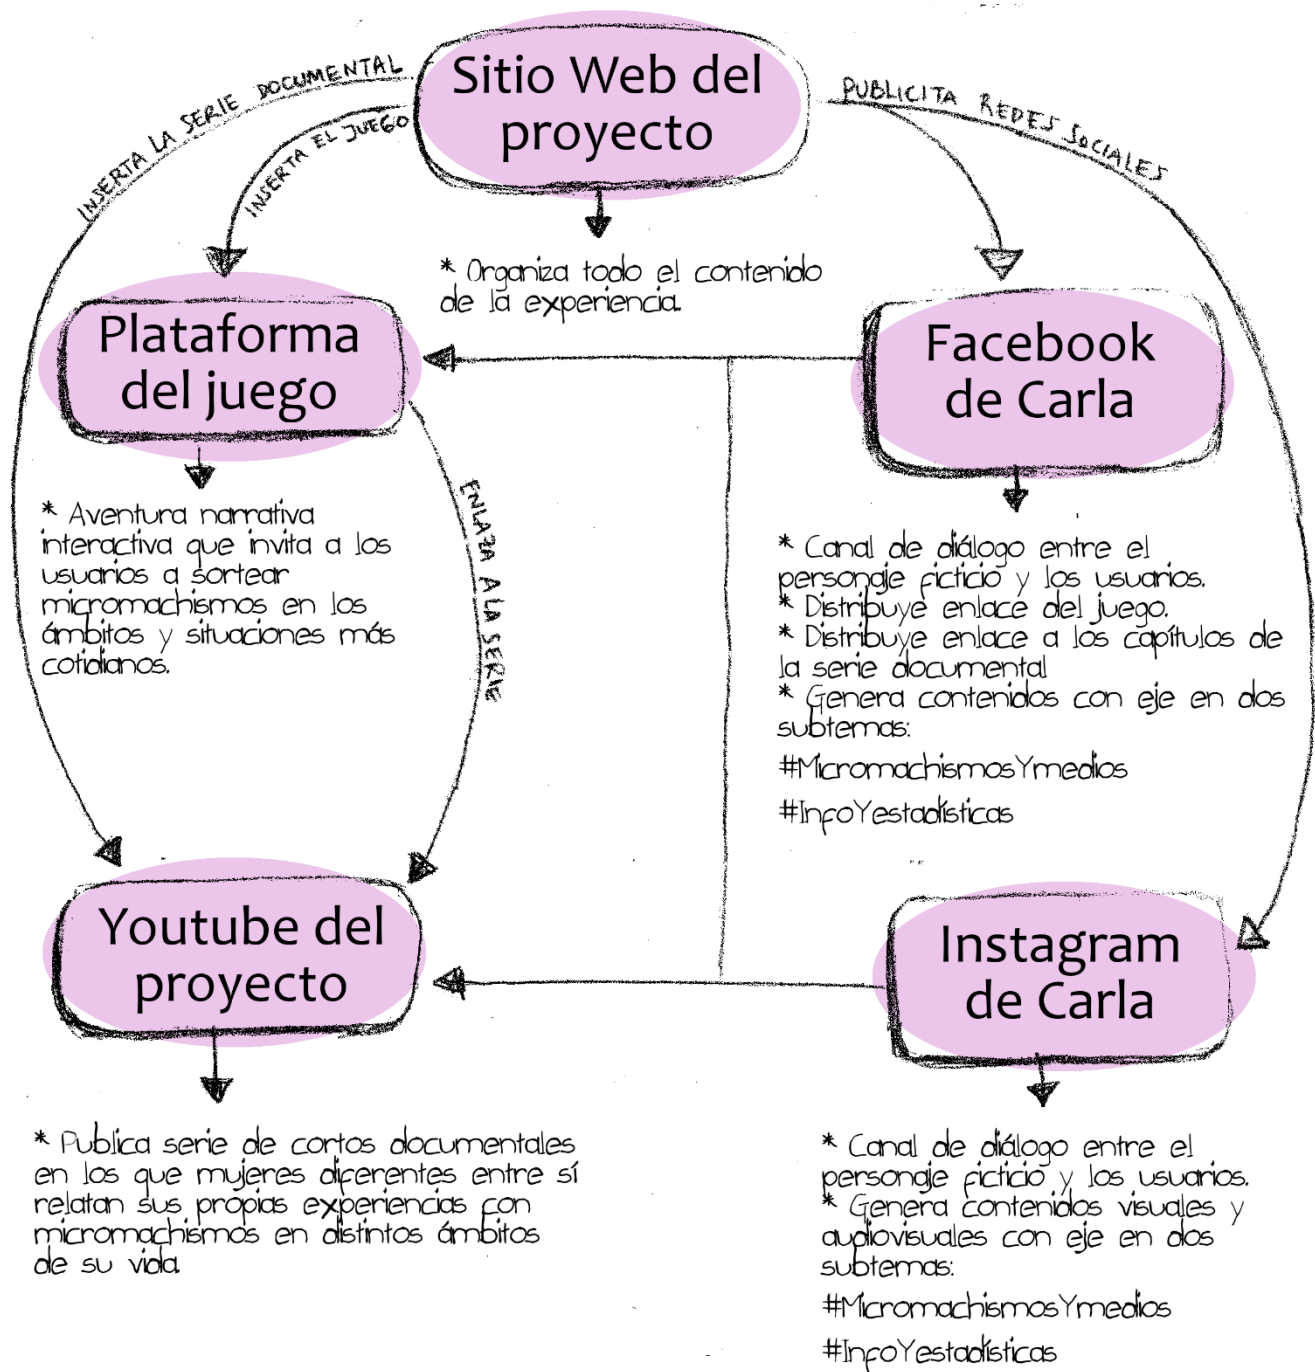 Sitio Web del
proyecto
INSERTA LA SERIE DOCUMENTAL
INSERTA EL JUEGO
PUBLICITA REDES SOCIALES
* Organiza todo el contenido
de la experiencia.
Plataforma
del juego
Facebook
de Carla
* Aventura narrativa
interactiva que invita a los
usuarios a sortear
micromachismos en los
ámbitos y situaciones más
cotidianos.
ENLAZA A LA SERIE
* Canal de diálogo entre el
personaje ficticio y los usuarios.
* Distribuye enlace del juego.
* Distribuye enlace a los capítulos de
la serie documental
* Genera contenidos con eje en dos
subtemas:
#MicromachismosYmedios
#InfoYestadísticas
Youtube del
proyecto
Instagram
de Carla
* Publica serie de cortos documentales
en los que mujeres diferentes entre sí
relatan sus propias experiencias con
micromachismos en distintos ámbitos
de su vida.
* Canal de diálogo entre el
personaje ficticio y los usuarios.
* Genera contenidos visuales y
audiovisuales con eje en dos
subtemas:
#MicromachismosYmedios
#InfoYestadísticas